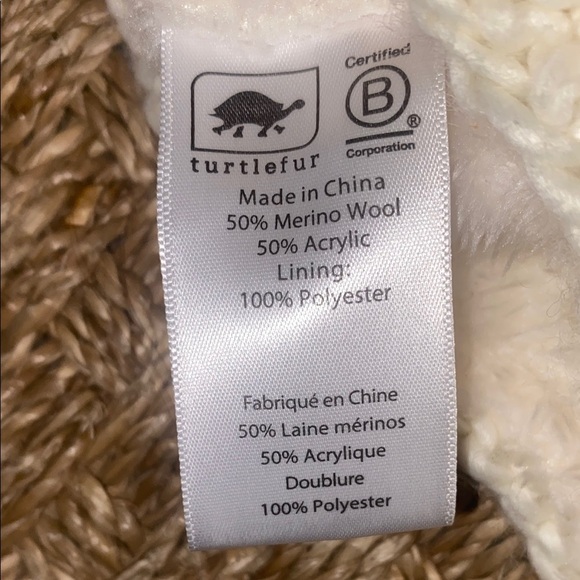 Certified
B
®
Corporation
turtlefur
Made in China
50% Merino Wool
50% Acrylic
Lining:
100% Polyester
Fabriqué en Chine
50% Laine mérinos
50% Acrylique
Doublure
100% Polyester